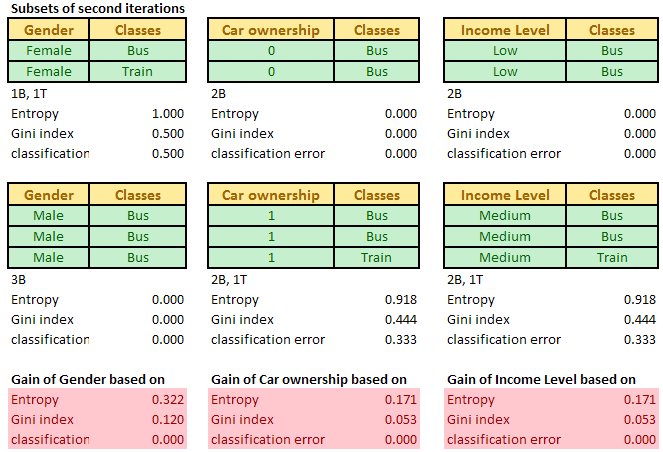 Subsets of second iterations
Gender Classes Car ownership Classes Income Level Classes
Female Bus 0 Bus Low Bus
Female Train 0 Bus Low Bus
1B, 1T 2B 2B
Entropy 1.000 Entropy 0.000 Entropy 0.000
Gini index 0.500 Gini index 0.000 Gini index 0.000
classification 0.500 classification error 0.000 classification error 0.000
Gender Classes Car ownership Classes Income Level Classes
Male Bus 1 Bus Medium Bus
Male Bus 1 Bus Medium Bus
Male Bus 1 Train Medium Train
3B 2B, 1T 2B, 1T
Entropy 0.000 Entropy 0.918 Entropy 0.918
Gini index 0.000 Gini index 0.444 Gini index 0.444
classification 0.000 classification error 0.333 classification error 0.333
Gain of Gender based on Gain of Car ownership based on Gain of Income Level based on
Entropy 0.322 Entropy 0.171 Entropy 0.171
Gini index 0.120 Gini index 0.053 Gini index 0.053
classification 0.000 classification error 0.000 classification error 0.000